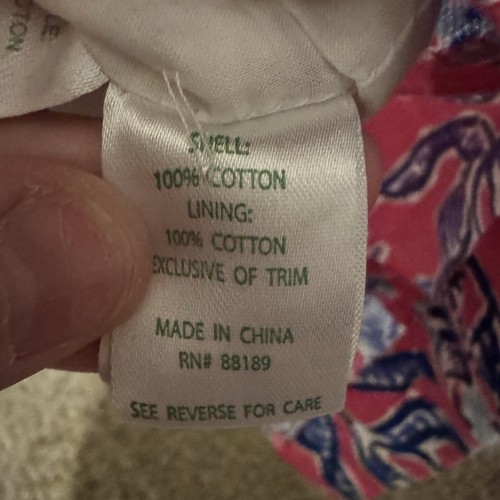 SHELL:
100% COTTON
LINING:
100% COTTON
EXCLUSIVE OF TRIM
MADE IN CHINA
RN# 88189
SEE REVERSE FOR CARE